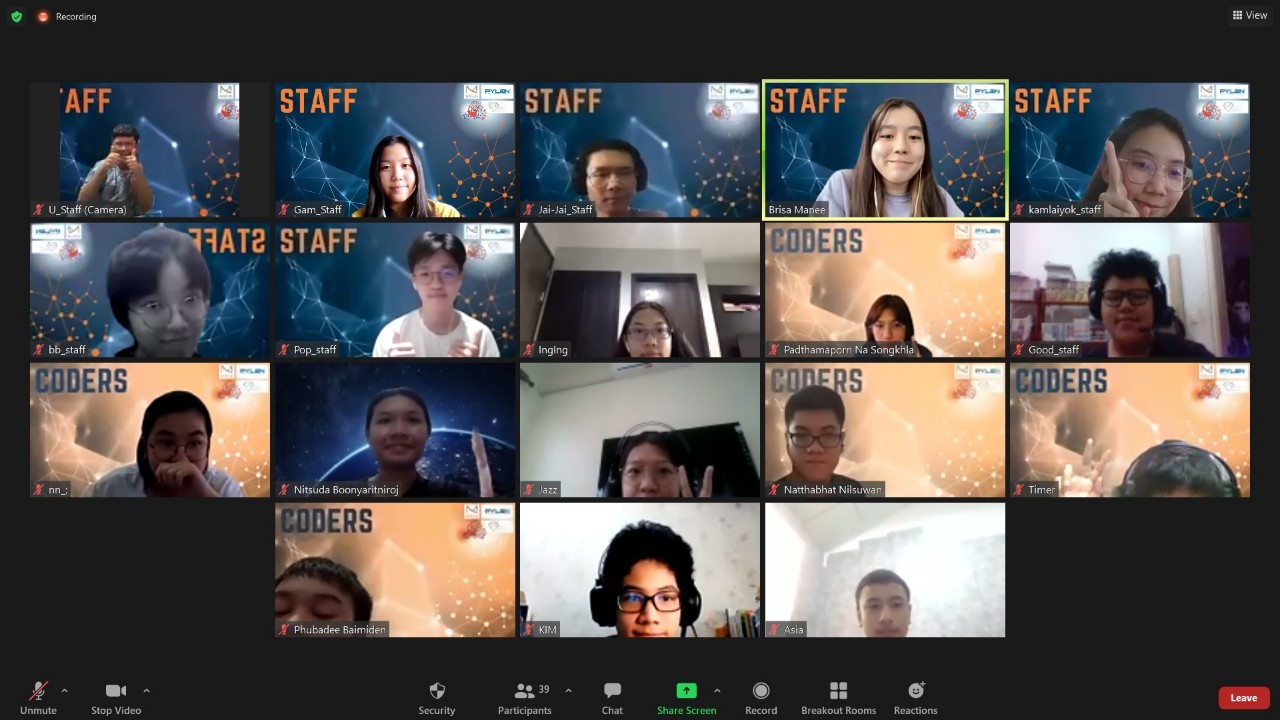 Recording
View
TAFF
U_Staff (Camera)
STAFF
PYLON
Gam_Staff
STAFF
PYLON
Jai-Jai_Staff
STAFF
PYLON
Brisa Manee
STAFF
PYLON
kamlaiyok_staff
STAFF
bb_staff
STAFF
PYLON
Pop_staff
IngIng
CODERS
PYLON
Padthamaporn Na Songkhla
Good_staff
CODERS
PYLON
nn_:
Nitsuda Boonyaritniroj
Jazz
CODERS
PYLON
Natthabhat Nilsuwan
CODERS
PYLON
Timer
CODERS
PYLON
Phubadee Baimiden
KIM
Asia
Unmute
Stop Video
Security
39
Participants
Chat
Share Screen
Record
Breakout Rooms
Reactions
Leave